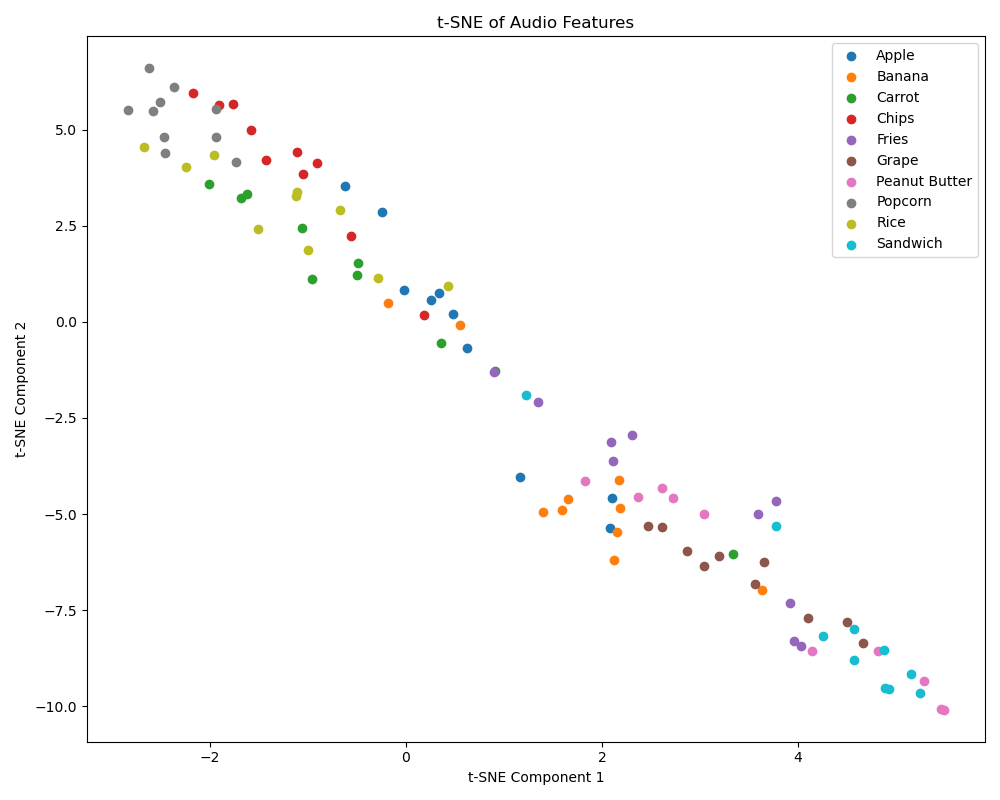 t-SNE of Audio Features
Apple
Banana
Carrot
Chips
Fries
Grape
Peanut Butter
Popcorn
Rice
Sandwich
5.0
2.5
0.0
−2.5
−5.0
−7.5
−10.0
t-SNE Component 2
−2
0
2
4
t-SNE Component 1